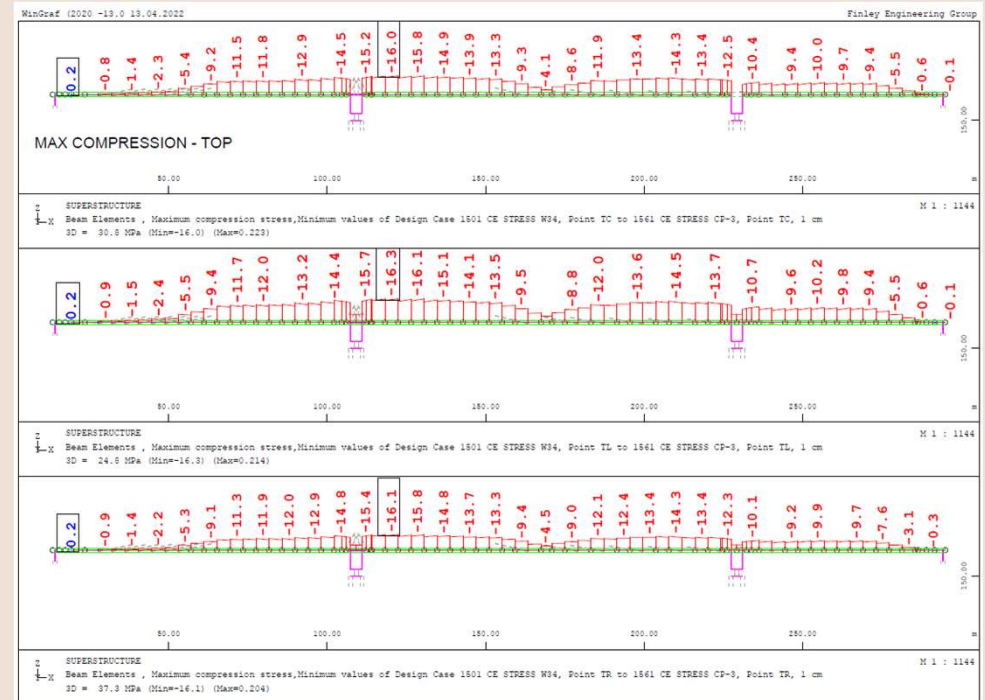 WinGraf (2020 -13.0 13.04.2022 Finley Engineering Group
0.2 -0.8 -1.4 -2.3 -5.4 -9.2 -11.5 -11.8 -12.9 -14.5 -15.2 -16.0 -15.8 -14.9 -13.9 -13.3 -9.3 -4.1 -8.6 -11.9 -13.4 -14.3 -13.4 -12.5 -10.4 -9.4 -10.0 -9.7 -9.4 -5.5 -0.6 -0.1
150.00
MAX COMPRESSION - TOP
50.00 100.00 150.00 200.00 250.00 m
Z X SUPERSTRUCTURE M 1 : 1144
Beam Elements , Maximum compression stress,Minimum values of Design Case 1501 CE STRESS W34, Point TC to 1561 CE STRESS CP-3, Point TC, 1 cm
3D = 30.8 MPa (Min=-16.0) (Max=0.223)
0.2 -0.9 -1.5 -2.4 -5.5 -9.4 -11.7 -12.0 -13.2 -14.4 -15.7 -16.3 -16.1 -15.1 -14.1 -13.5 -9.5 -8.8 -12.0 -13.6 -14.5 -13.7 -10.7 -9.6 -10.2 -9.8 -9.4 -5.5 -0.6 -0.1
150.00
50.00 100.00 150.00 200.00 250.00 m
Z X SUPERSTRUCTURE M 1 : 1144
Beam Elements , Maximum compression stress,Minimum values of Design Case 1501 CE STRESS W34, Point TL to 1561 CE STRESS CP-3, Point TL, 1 cm
3D = 24.8 MPa (Min=-16.3) (Max=0.214)
0.2 -0.9 -1.4 -2.2 -5.3 -9.1 -11.3 -11.9 -12.0 -12.9 -14.8 -15.4 -16.1 -15.8 -14.8 -13.7 -13.3 -9.4 -4.5 -9.0 -12.1 -12.4 -14.3 -13.4 -12.3 -10.1 -9.2 -9.9 -9.7 -7.6 -3.1 -0.3
150.00
50.00 100.00 150.00 200.00 250.00 m
Z X SUPERSTRUCTURE M 1 : 1144
Beam Elements , Maximum compression stress,Minimum values of Design Case 1501 CE STRESS W34, Point TR to 1561 CE STRESS CP-3, Point TR, 1 cm
3D = 37.3 MPa (Min=-16.1) (Max=0.204)